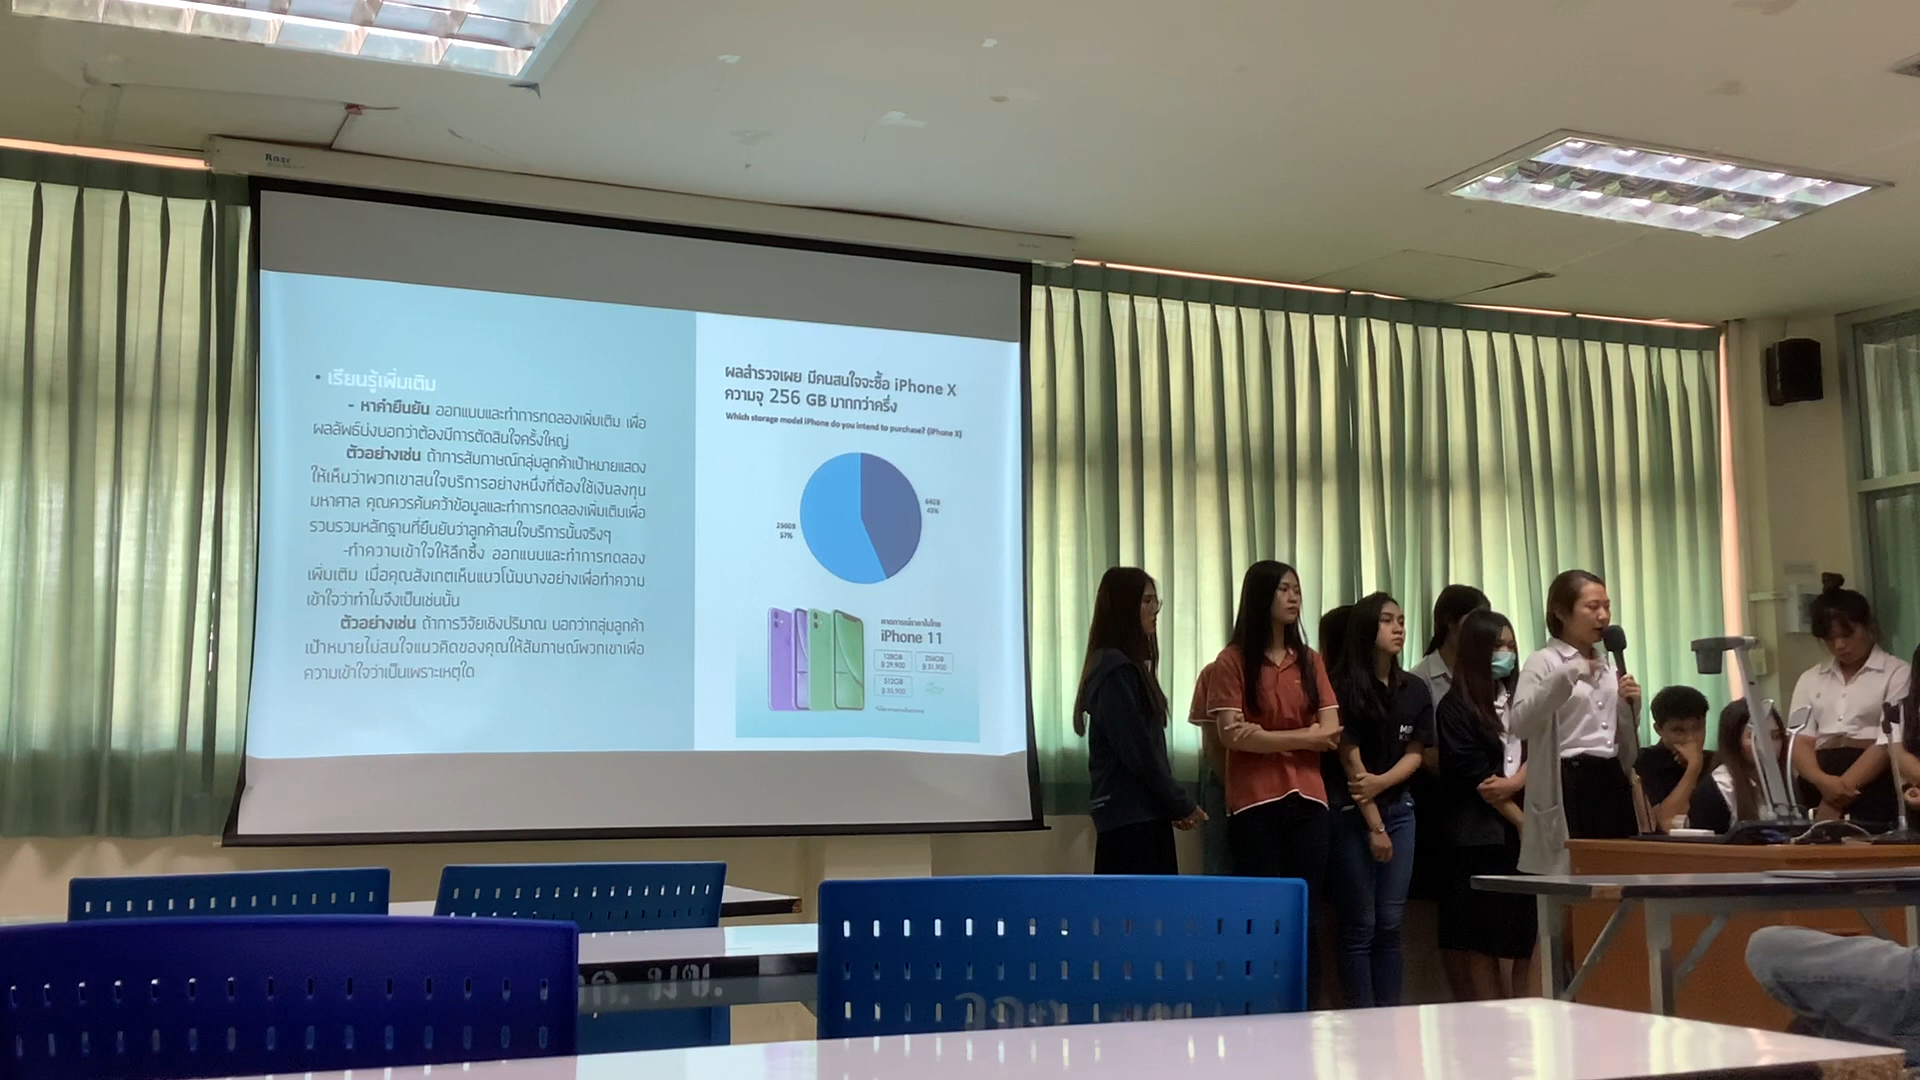 • เรียนรู้เพิ่มเติม
- หาคำยืนยัน ออกแบบและทำการทดลองเพิ่มเติม เพื่อ
ผลลัพธ์บ่งบอกว่าต้องมีการตัดสินใจครั้งใหญ่
ตัวอย่างเช่น ถ้าการสัมภาษณ์กลุ่มลูกค้าเป้าหมายแสดง
ให้เห็นว่าพวกเขาสนใจบริการอย่างหนึ่งที่ต้องใช้เงินลงทุน
มหาศาล คุณควรค้นคว้าข้อมูลและทำการทดลองเพิ่มเติมเพื่อ
รวบรวมหลักฐานที่ยืนยันว่าลูกค้าสนใจบริการนั้นจริงๆ
-ทำความเข้าใจให้ลึกซึ้ง ออกแบบและทำการทดลอง
เพิ่มเติม เมื่อคุณสังเกตเห็นแนวโน้มบางอย่างเพื่อทำความ
เข้าใจว่าทำไมจึงเป็นเช่นนั้น
ตัวอย่างเช่น ถ้าการวิจัยเชิงปริมาณ บอกว่ากลุ่มลูกค้า
เป้าหมายไม่สนใจแนวคิดของคุณให้สัมภาษณ์พวกเขาเพื่อ
ความเข้าใจว่าเป็นเพราะเหตุใด
ผลสำรวจเผย มีคนสนใจจะซื้อ iPhone X
ความจุ 256 GB มากกว่าครึ่ง
Which storage model iPhone do you intend to purchase? (iPhone X)
64GB
43%
256GB
57%
คาดการณ์ราคาในไทย
iPhone 11
128GB
฿ 29,900
256GB
฿ 31,900
512GB
฿ 35,900